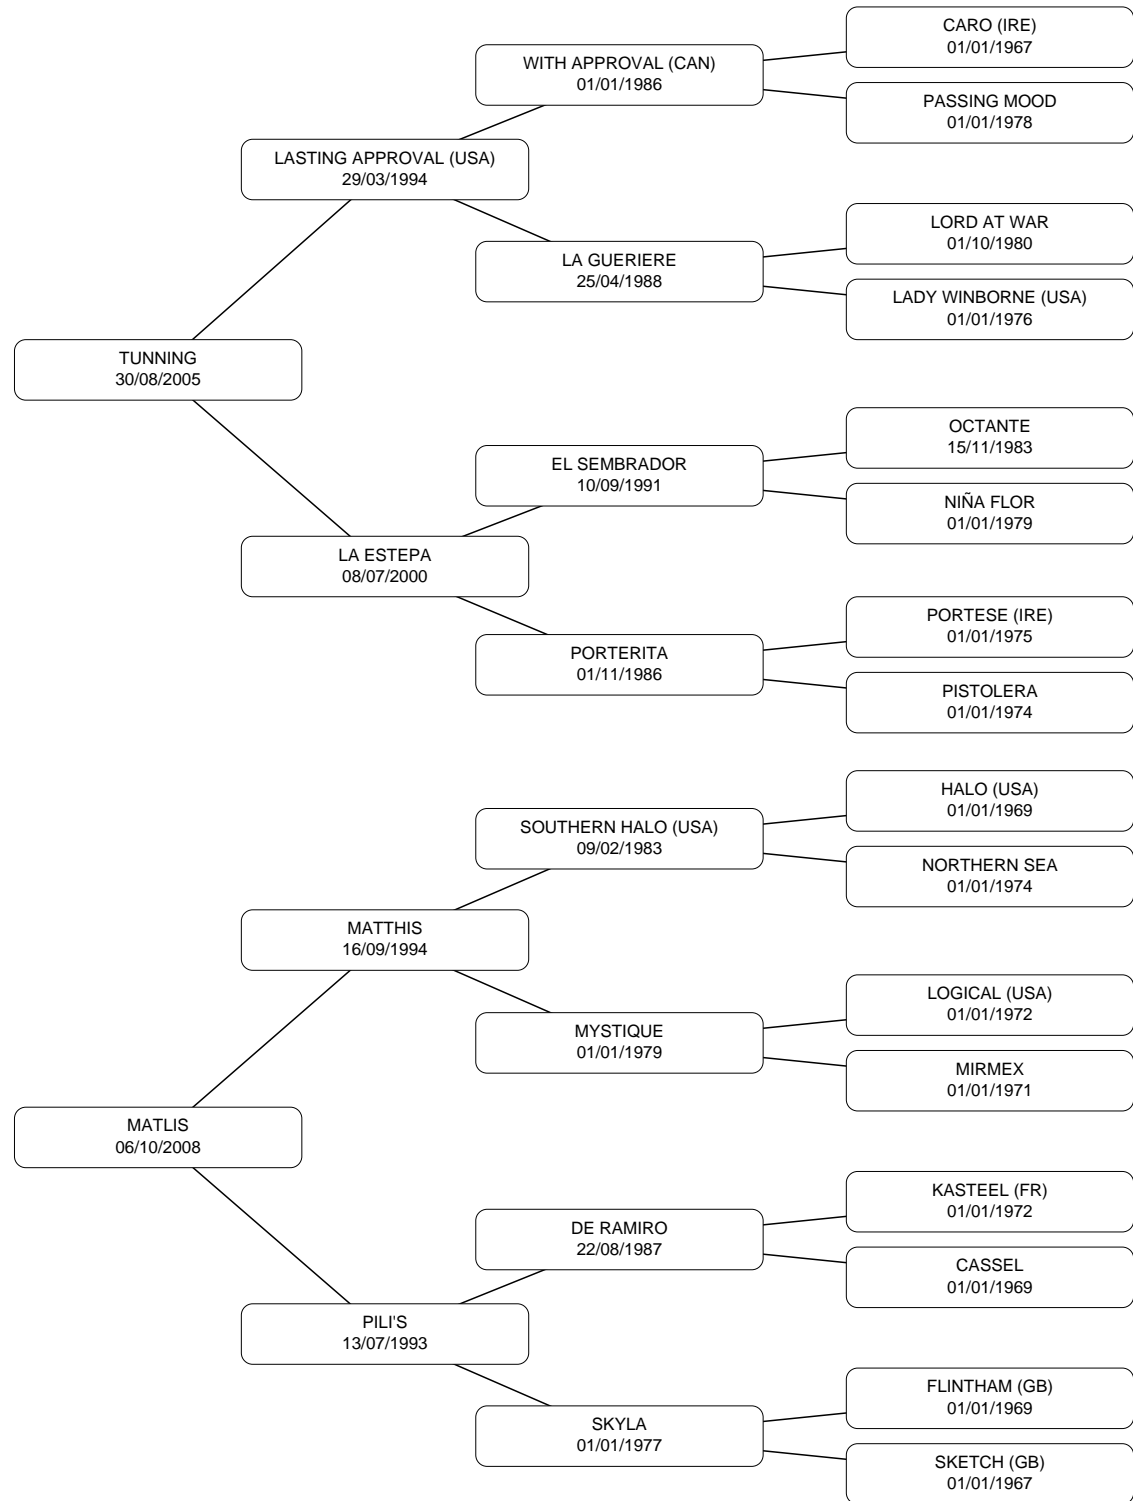 CARO (IRE)
01/01/1967
WITH APPROVAL (CAN)
01/01/1986
PASSING MOOD
01/01/1978
LASTING APPROVAL (USA)
29/03/1994
LORD AT WAR
01/10/1980
LA GUERIERE
25/04/1988
LADY WINBORNE (USA)
01/01/1976
TUNNING
30/08/2005
OCTANTE
15/11/1983
EL SEMBRADOR
10/09/1991
NIÑA FLOR
01/01/1979
LA ESTEPA
08/07/2000
PORTESE (IRE)
01/01/1975
PORTERITA
01/11/1986
PISTOLERA
01/01/1974
HALO (USA)
01/01/1969
SOUTHERN HALO (USA)
09/02/1983
NORTHERN SEA
01/01/1974
MATTHIS
16/09/1994
LOGICAL (USA)
01/01/1972
MYSTIQUE
01/01/1979
MIRMEX
01/01/1971
MATLIS
06/10/2008
KASTEEL (FR)
01/01/1972
DE RAMIRO
22/08/1987
CASSEL
01/01/1969
PILI'S
13/07/1993
FLINTHAM (GB)
01/01/1969
SKYLA
01/01/1977
SKETCH (GB)
01/01/1967